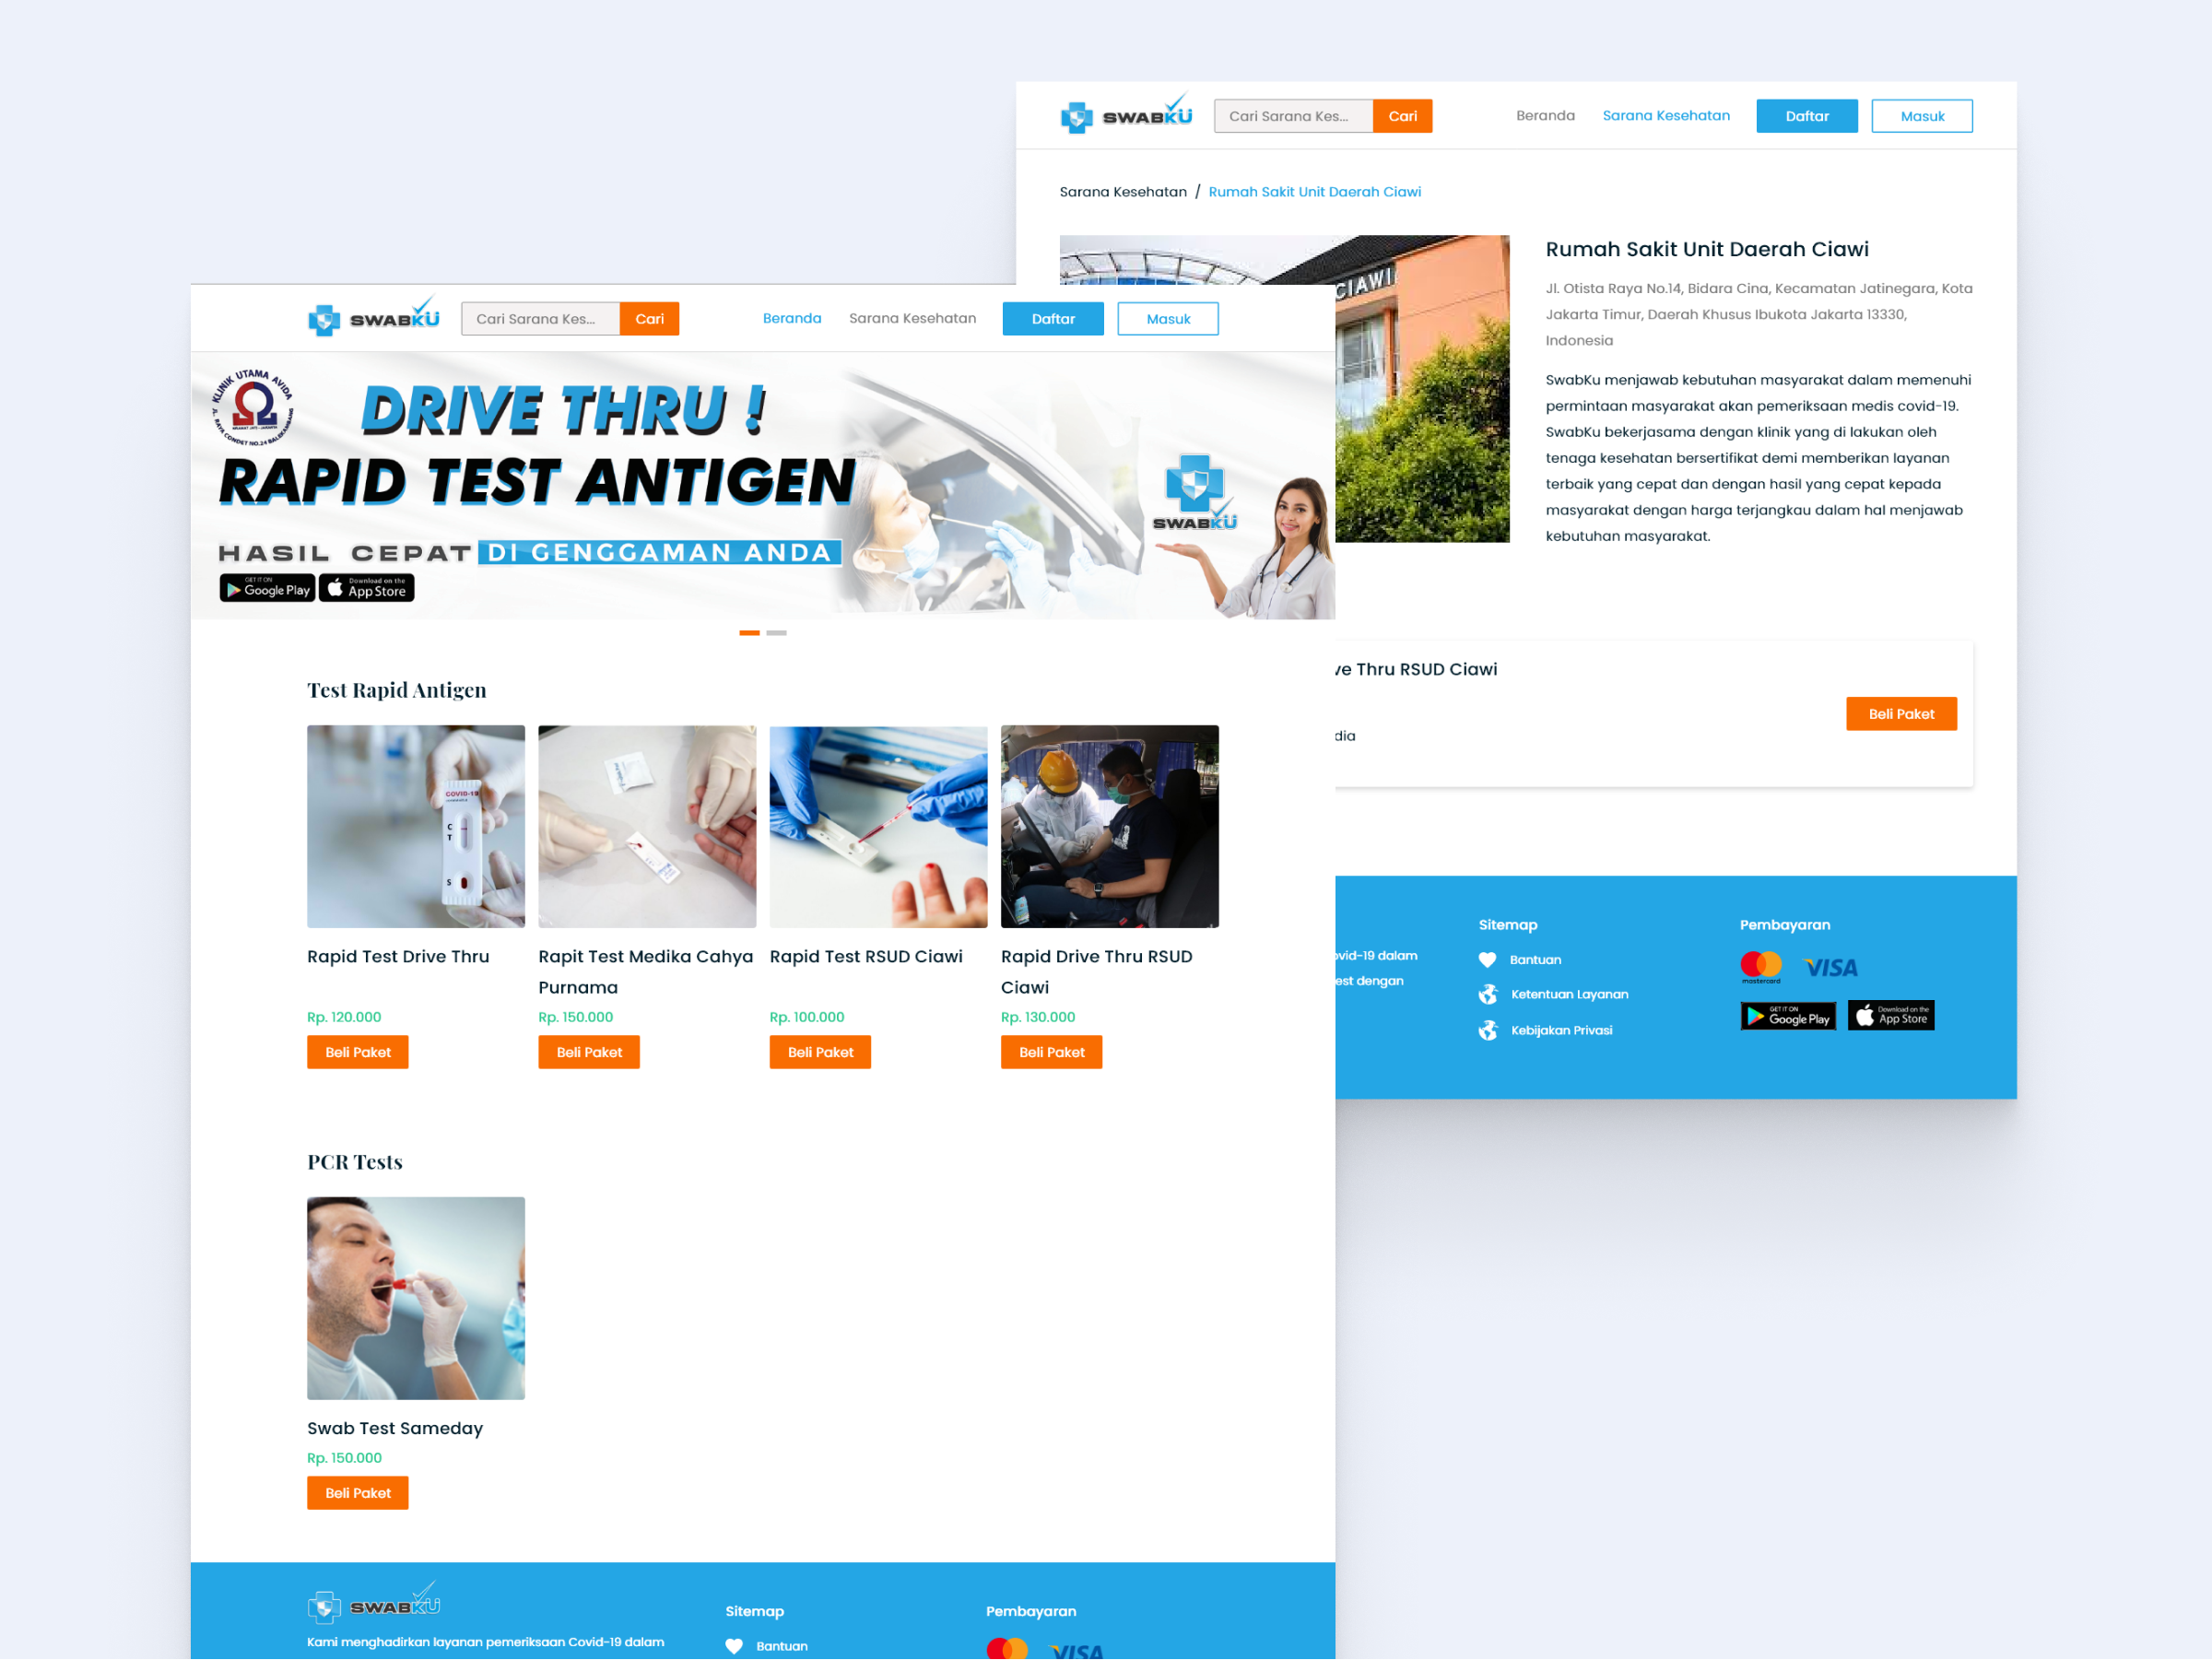 SWABKU
Cari Sarana Kes...
Cari
Beranda
Sarana Kesehatan
Daftar
Masuk
Sarana Kesehatan / Rumah Sakit Unit Daerah Ciawi
CIAWI
Rumah Sakit Unit Daerah Ciawi
Jl. Otista Raya No.14, Bidara Cina, Kecamatan Jatinegara, Kota
Jakarta Timur, Daerah Khusus Ibukota Jakarta 13330,
Indonesia
SwabKu menjawab kebutuhan masyarakat dalam memenuhi
permintaan masyarakat akan pemeriksaan medis covid-19.
SwabKu bekerjasama dengan klinik yang di lakukan oleh
tenaga kesehatan bersertifikat demi memberikan layanan
terbaik yang cepat dan dengan hasil yang cepat kepada
masyarakat dengan harga terjangkau dalam hal menjawab
kebutuhan masyarakat.
ve Thru RSUD Ciawi
Beli Paket
dia
ovid-19 dalam
est dengan
Sitemap
Bantuan
Ketentuan Layanan
Kebijakan Privasi
Pembayaran
mastercard
VISA
GET IT ON
Google Play
Download on the
App Store
SWABKU
Cari Sarana Kes...
Cari
Beranda
Sarana Kesehatan
Daftar
Masuk
KLINIK UTAMA AVIDA
JL. RAYA CONDET NO.24 BALEKAMBANG
DRIVE THRU !
RAPID TEST ANTIGEN
HASIL CEPAT DI GENGGAMAN ANDA
GET IT ON
Google Play
Download on the
App Store
SWABKU
Test Rapid Antigen
COVID-19
C
T
S
Rapid Test Drive Thru
Rp. 120.000
Beli Paket
Rapit Test Medika Cahya
Purnama
Rp. 150.000
Beli Paket
Rapid Test RSUD Ciawi
Rp. 100.000
Beli Paket
Rapid Drive Thru RSUD
Ciawi
Rp. 130.000
Beli Paket
PCR Tests
Swab Test Sameday
Rp. 150.000
Beli Paket
SWABKU
Kami menghadirkan layanan pemeriksaan Covid-19 dalam
Sitemap
Bantuan
Pembayaran
VISA